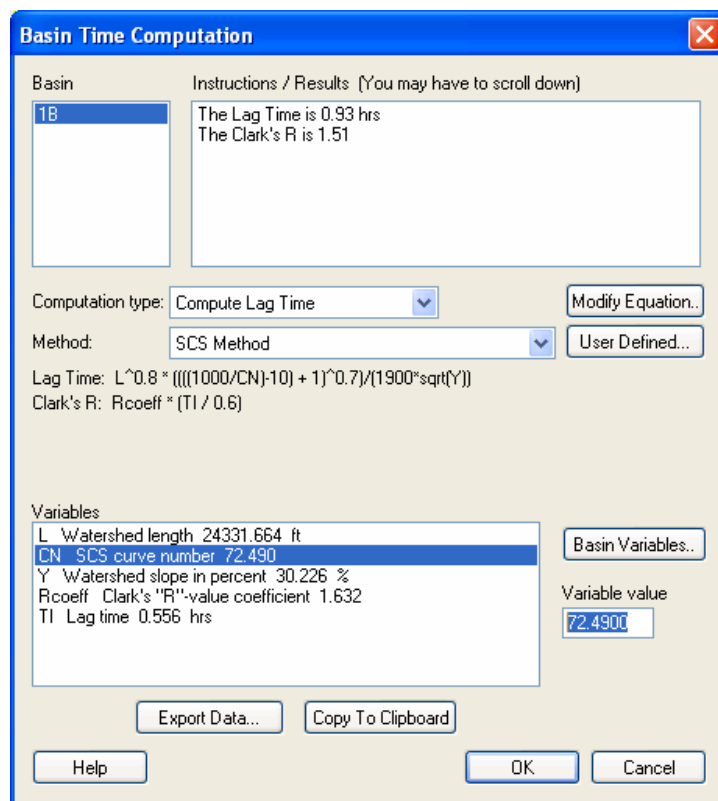 Basin Time Computation
Basin
Instructions / Results (You may have to scroll down)
1B
The Lag Time is 0.93 hrs
The Clark's R is 1.51
Computation type:
Compute Lag Time
Modify Equation..
Method:
SCS Method
User Defined...
Lag Time: L^0.8 * ((((1000/CN)-10) + 1)^0.7)/(1900*sqrt(Y))
Clark's R: Rcoeff * (Tl / 0.6)
Variables
L Watershed length 24331.664 ft
CN SCS curve number 72.490
Y Watershed slope in percent 30.226 %
Rcoeff Clark's "R"-value coefficient 1.632
Tl Lag time 0.556 hrs
Basin Variables..
Variable value
72.4900
Export Data...
Copy To Clipboard
Help
OK
Cancel